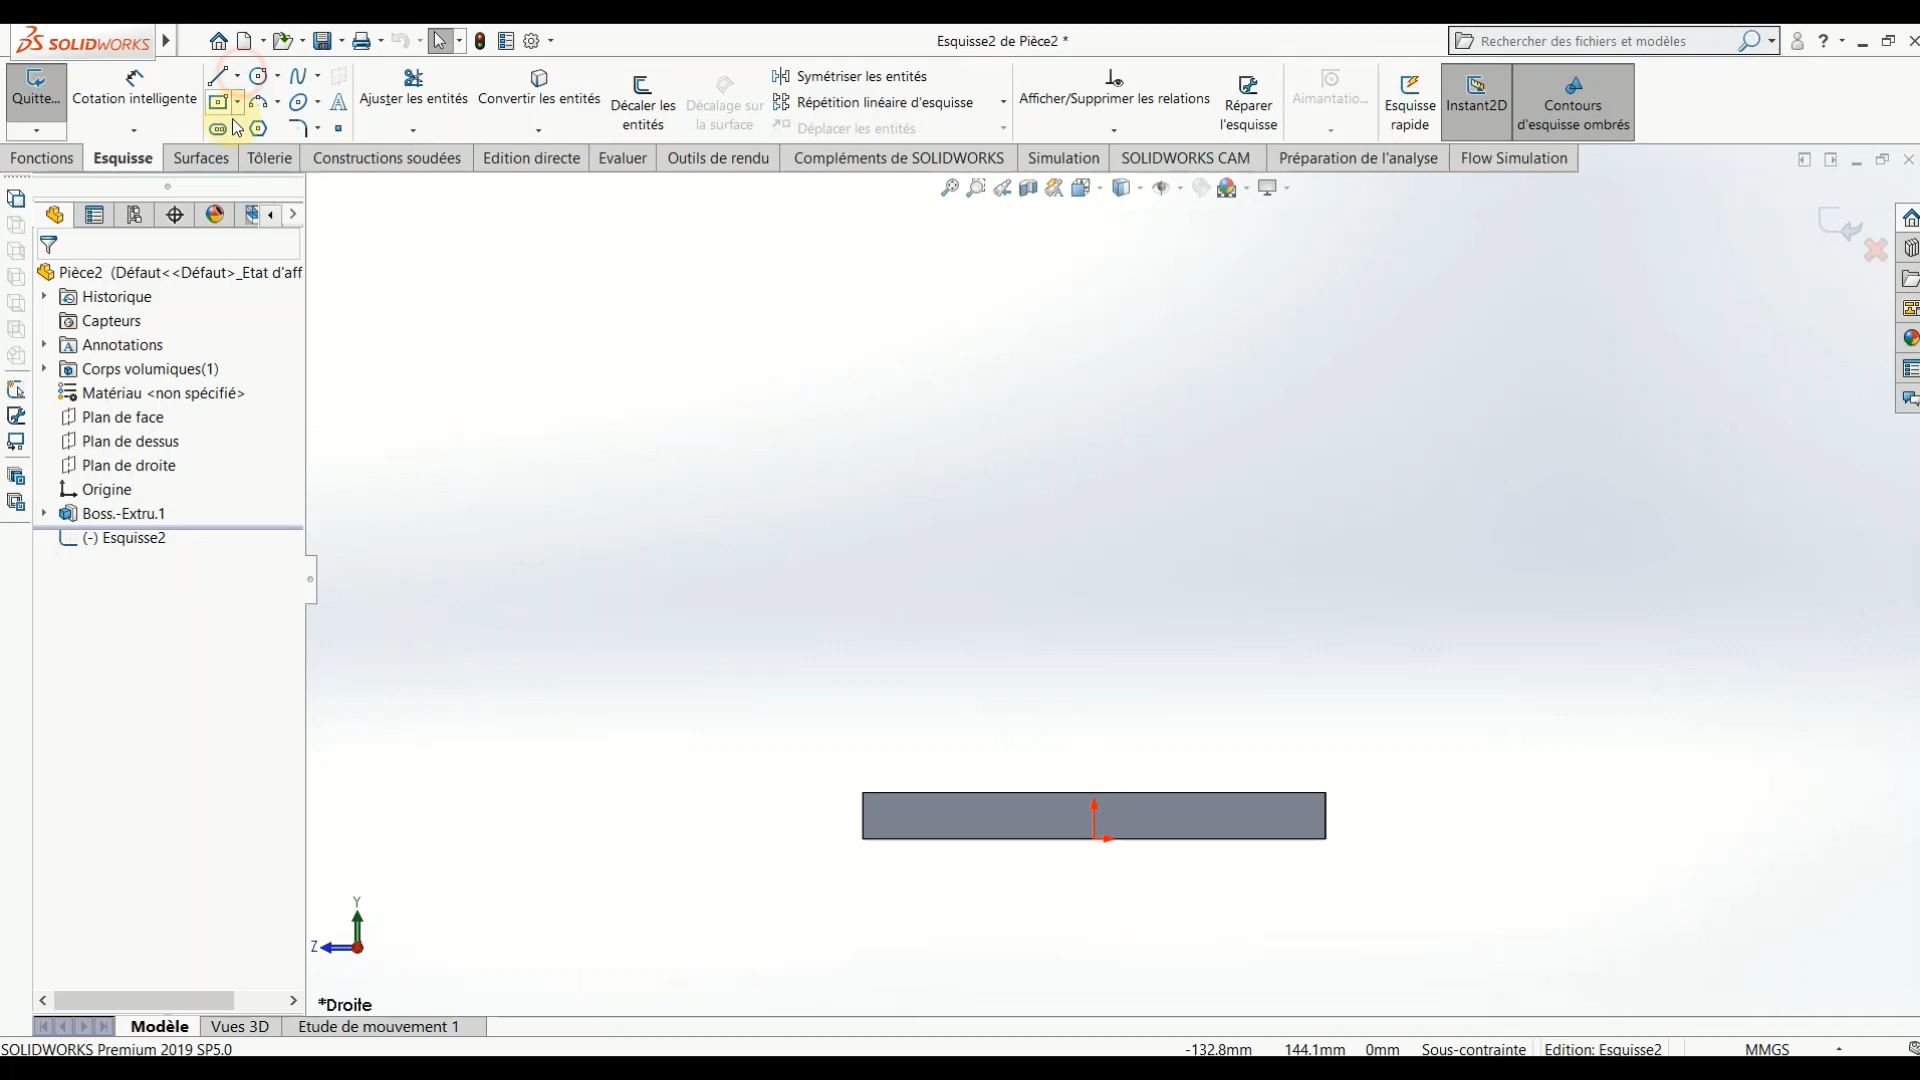 SOLIDWORKS
Esquisse2 de Pièce2 *
Rechercher des fichiers et modèles
?
Quitte...
Cotation intelligente
Ajuster les entités
Convertir les entités
Décaler les
entités
Décalage sur
la surface
Symétriser les entités
Répétition linéaire d'esquisse
Déplacer les entités
Afficher/Supprimer les relations
Réparer
l'esquisse
Aimantatio...
Esquisse
rapide
Instant2D
Contours
d'esquisse ombrés
Fonctions
Esquisse
Surfaces
Tôlerie
Constructions soudées
Edition directe
Evaluer
Outils de rendu
Compléments de SOLIDWORKS
Simulation
SOLIDWORKS CAM
Préparation de l'analyse
Flow Simulation
Pièce2 (Défaut<<Défaut>_Etat d'aff
Historique
Capteurs
Annotations
Corps volumiques(1)
Matériau <non spécifié>
Plan de face
Plan de dessus
Plan de droite
Origine
Boss.-Extru.1
(-) Esquisse2
Y
Z
*Droite
Modèle
Vues 3D
Etude de mouvement 1
SOLIDWORKS Premium 2019 SP5.0
-132.8mm
144.1mm
0mm
Sous-contrainte
Edition: Esquisse2
MMGS